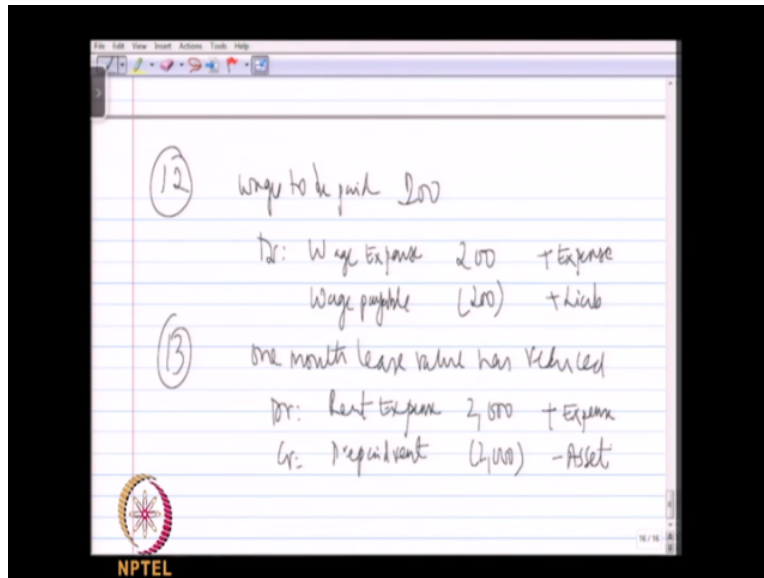 File Edit View Insert Actions Tools Help
12 Wage to be paid 200
Dr: Wage Expense 200 + Expense
Wage payable (200) + Liab
13 one month lease value has reduced
Dr: Rent Expense 2,000 + Expense
Cr: Prepaid rent (2,000) - Asset
16 / 16
NPTEL